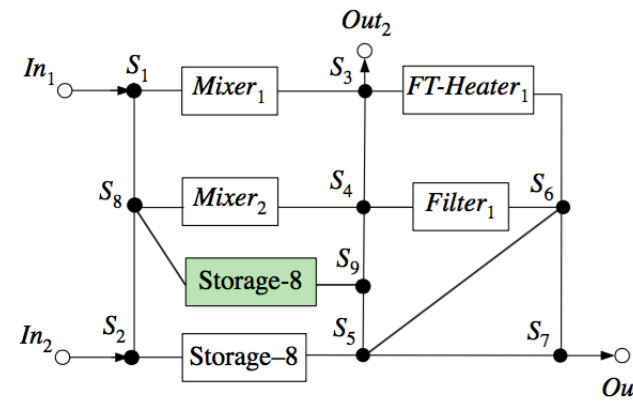 Out2
In1
S1
Mixer1
S3
FT-Heater1
S8
Mixer2
S4
Filter1
S6
Storage-8
S9
In2
S2
Storage–8
S5
S7
Ou